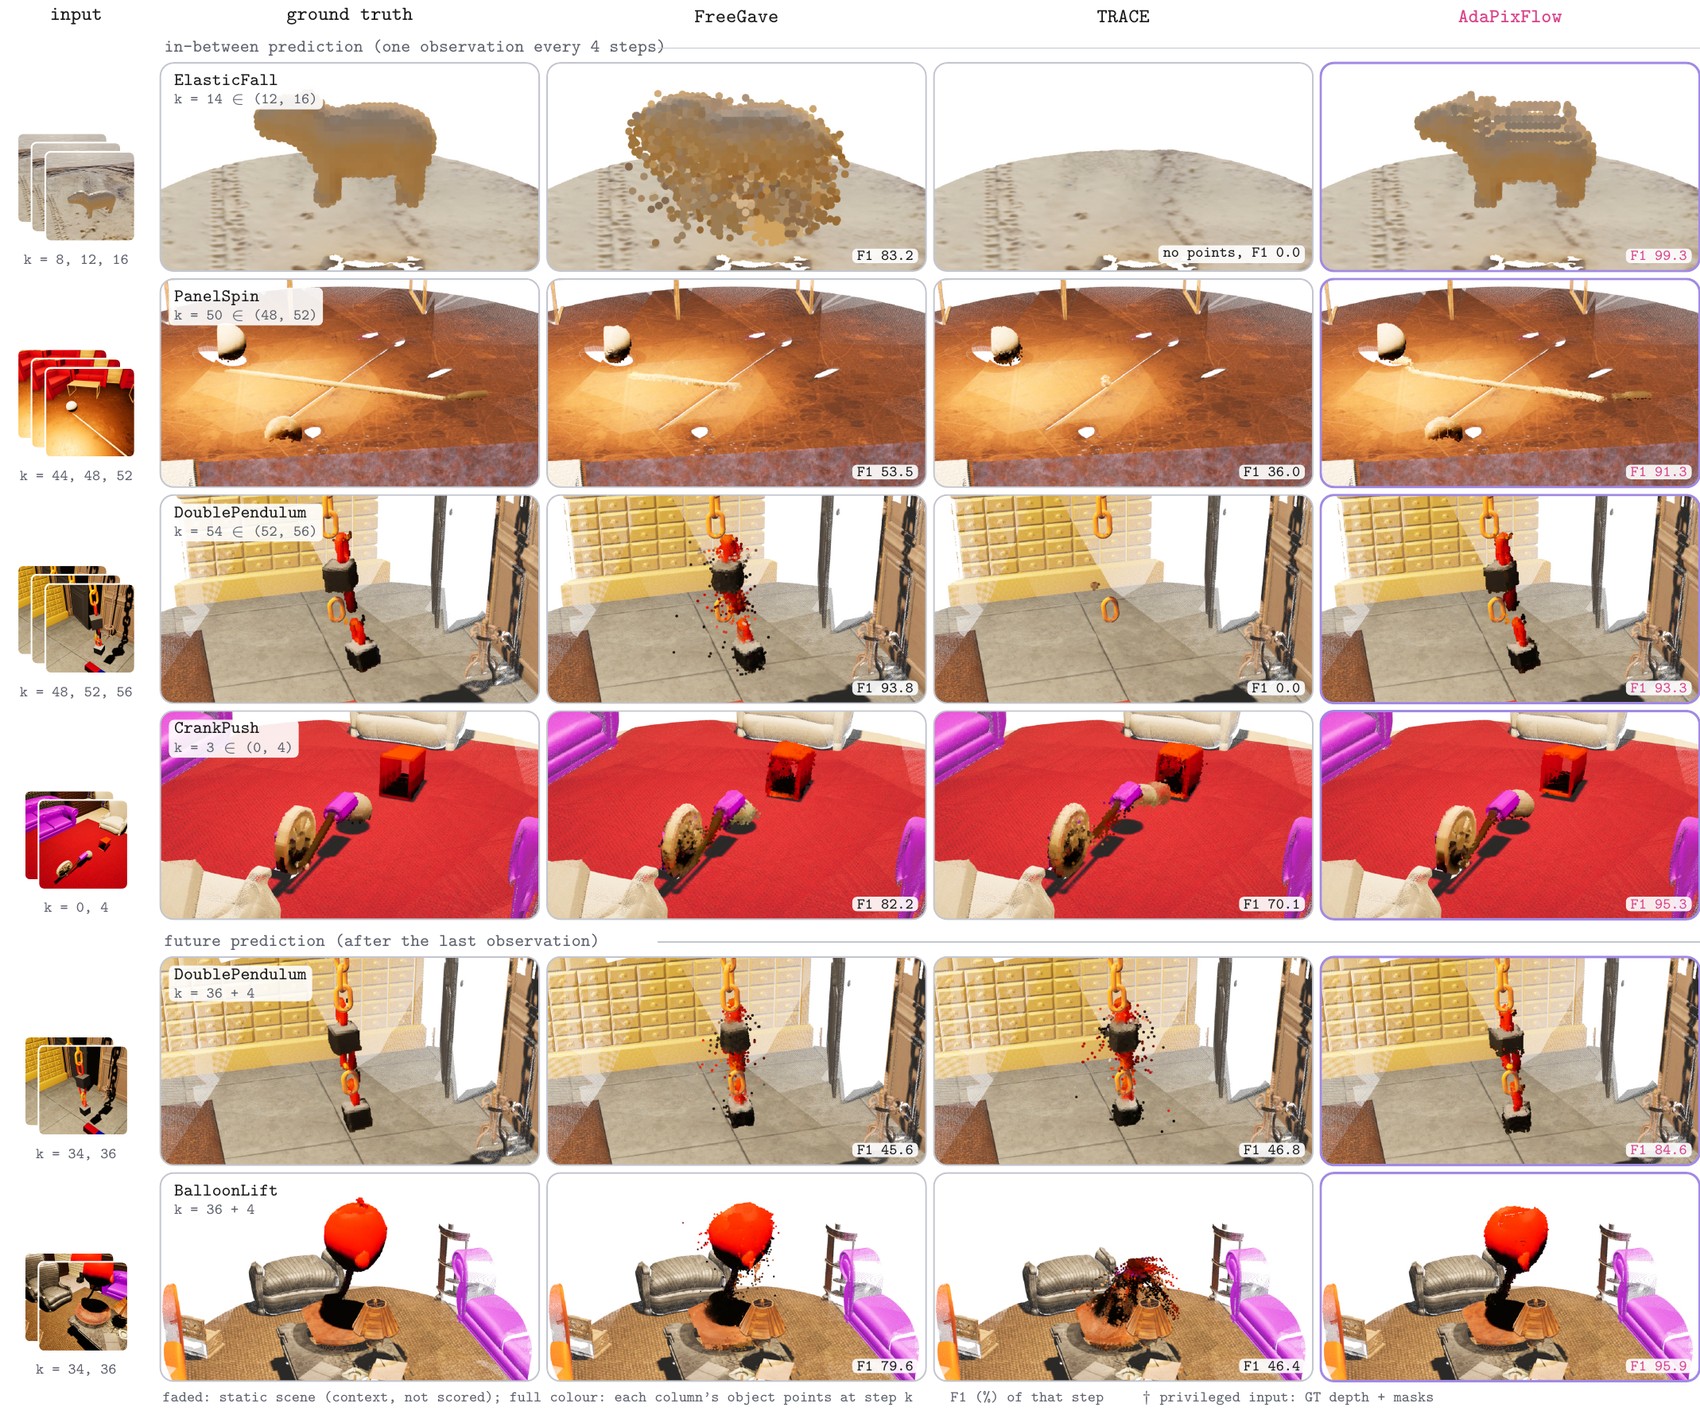 input ground truth FreeGave TRACE AdaPixFlow
in-between prediction (one observation every 4 steps)
ElasticFall
k = 14 ∈ (12, 16)
k = 8, 12, 16
F1 83.2
no points, F1 0.0
F1 99.3
PanelSpin
k = 50 ∈ (48, 52)
k = 44, 48, 52
F1 53.5
F1 36.0
F1 91.3
DoublePendulum
k = 54 ∈ (52, 56)
k = 48, 52, 56
F1 93.8
F1 0.0
F1 93.3
CrankPush
k = 3 ∈ (0, 4)
k = 0, 4
F1 82.2
F1 70.1
F1 95.3
future prediction (after the last observation)
DoublePendulum
k = 36 + 4
k = 34, 36
F1 45.6
F1 46.8
F1 84.6
BalloonLift
k = 36 + 4
k = 34, 36
F1 79.6
F1 46.4
F1 95.9
faded: static scene (context, not scored); full colour: each column's object points at step k F1 (%) of that step † privileged input: GT depth + masks